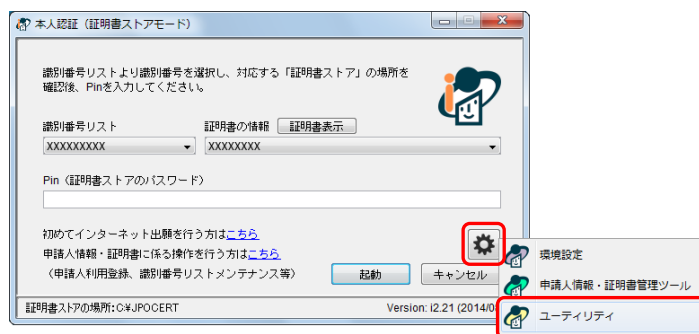 本人認証（証明書ストアモード）
識別番号リストより識別番号を選択し、対応する「証明書ストア」の場所を
確認後、Pinを入力してください。
識別番号リスト 証明書の情報 証明書表示
XXXXXXXXX XXXXXXXX
Pin（証明書ストアのパスワード）
初めてインターネット出願を行う方はこちら
申請人情報・証明書に係る操作を行う方はこちら
（申請人利用登録、識別番号リストメンテナンス等） 起動 キャンセル
環境設定
申請人情報・証明書管理ツール
ユーティリティ
証明書ストアの場所:C¥JPOCERT Version: i2.21 (2014/0